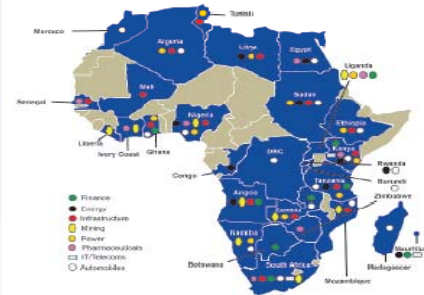 Tunisia
Morocco
Algeria
Libya
Egypt
Uganda
Mali
Senegal
Nigeria
Sudan
Ethiopia
Liberia
Ivory Coast
Ghana
Kenya
Rwanda
Burundi
Zimbabwe
Congo
DRC
Tanzania
Angola
Zambia
Namibia
Botswana
South Africa
Mozambique
Madagascar
Mauritius
Finance
Energy
Infrastructure
Mining
Power
Pharmaceuticals
IT/Telecoms
Automobiles